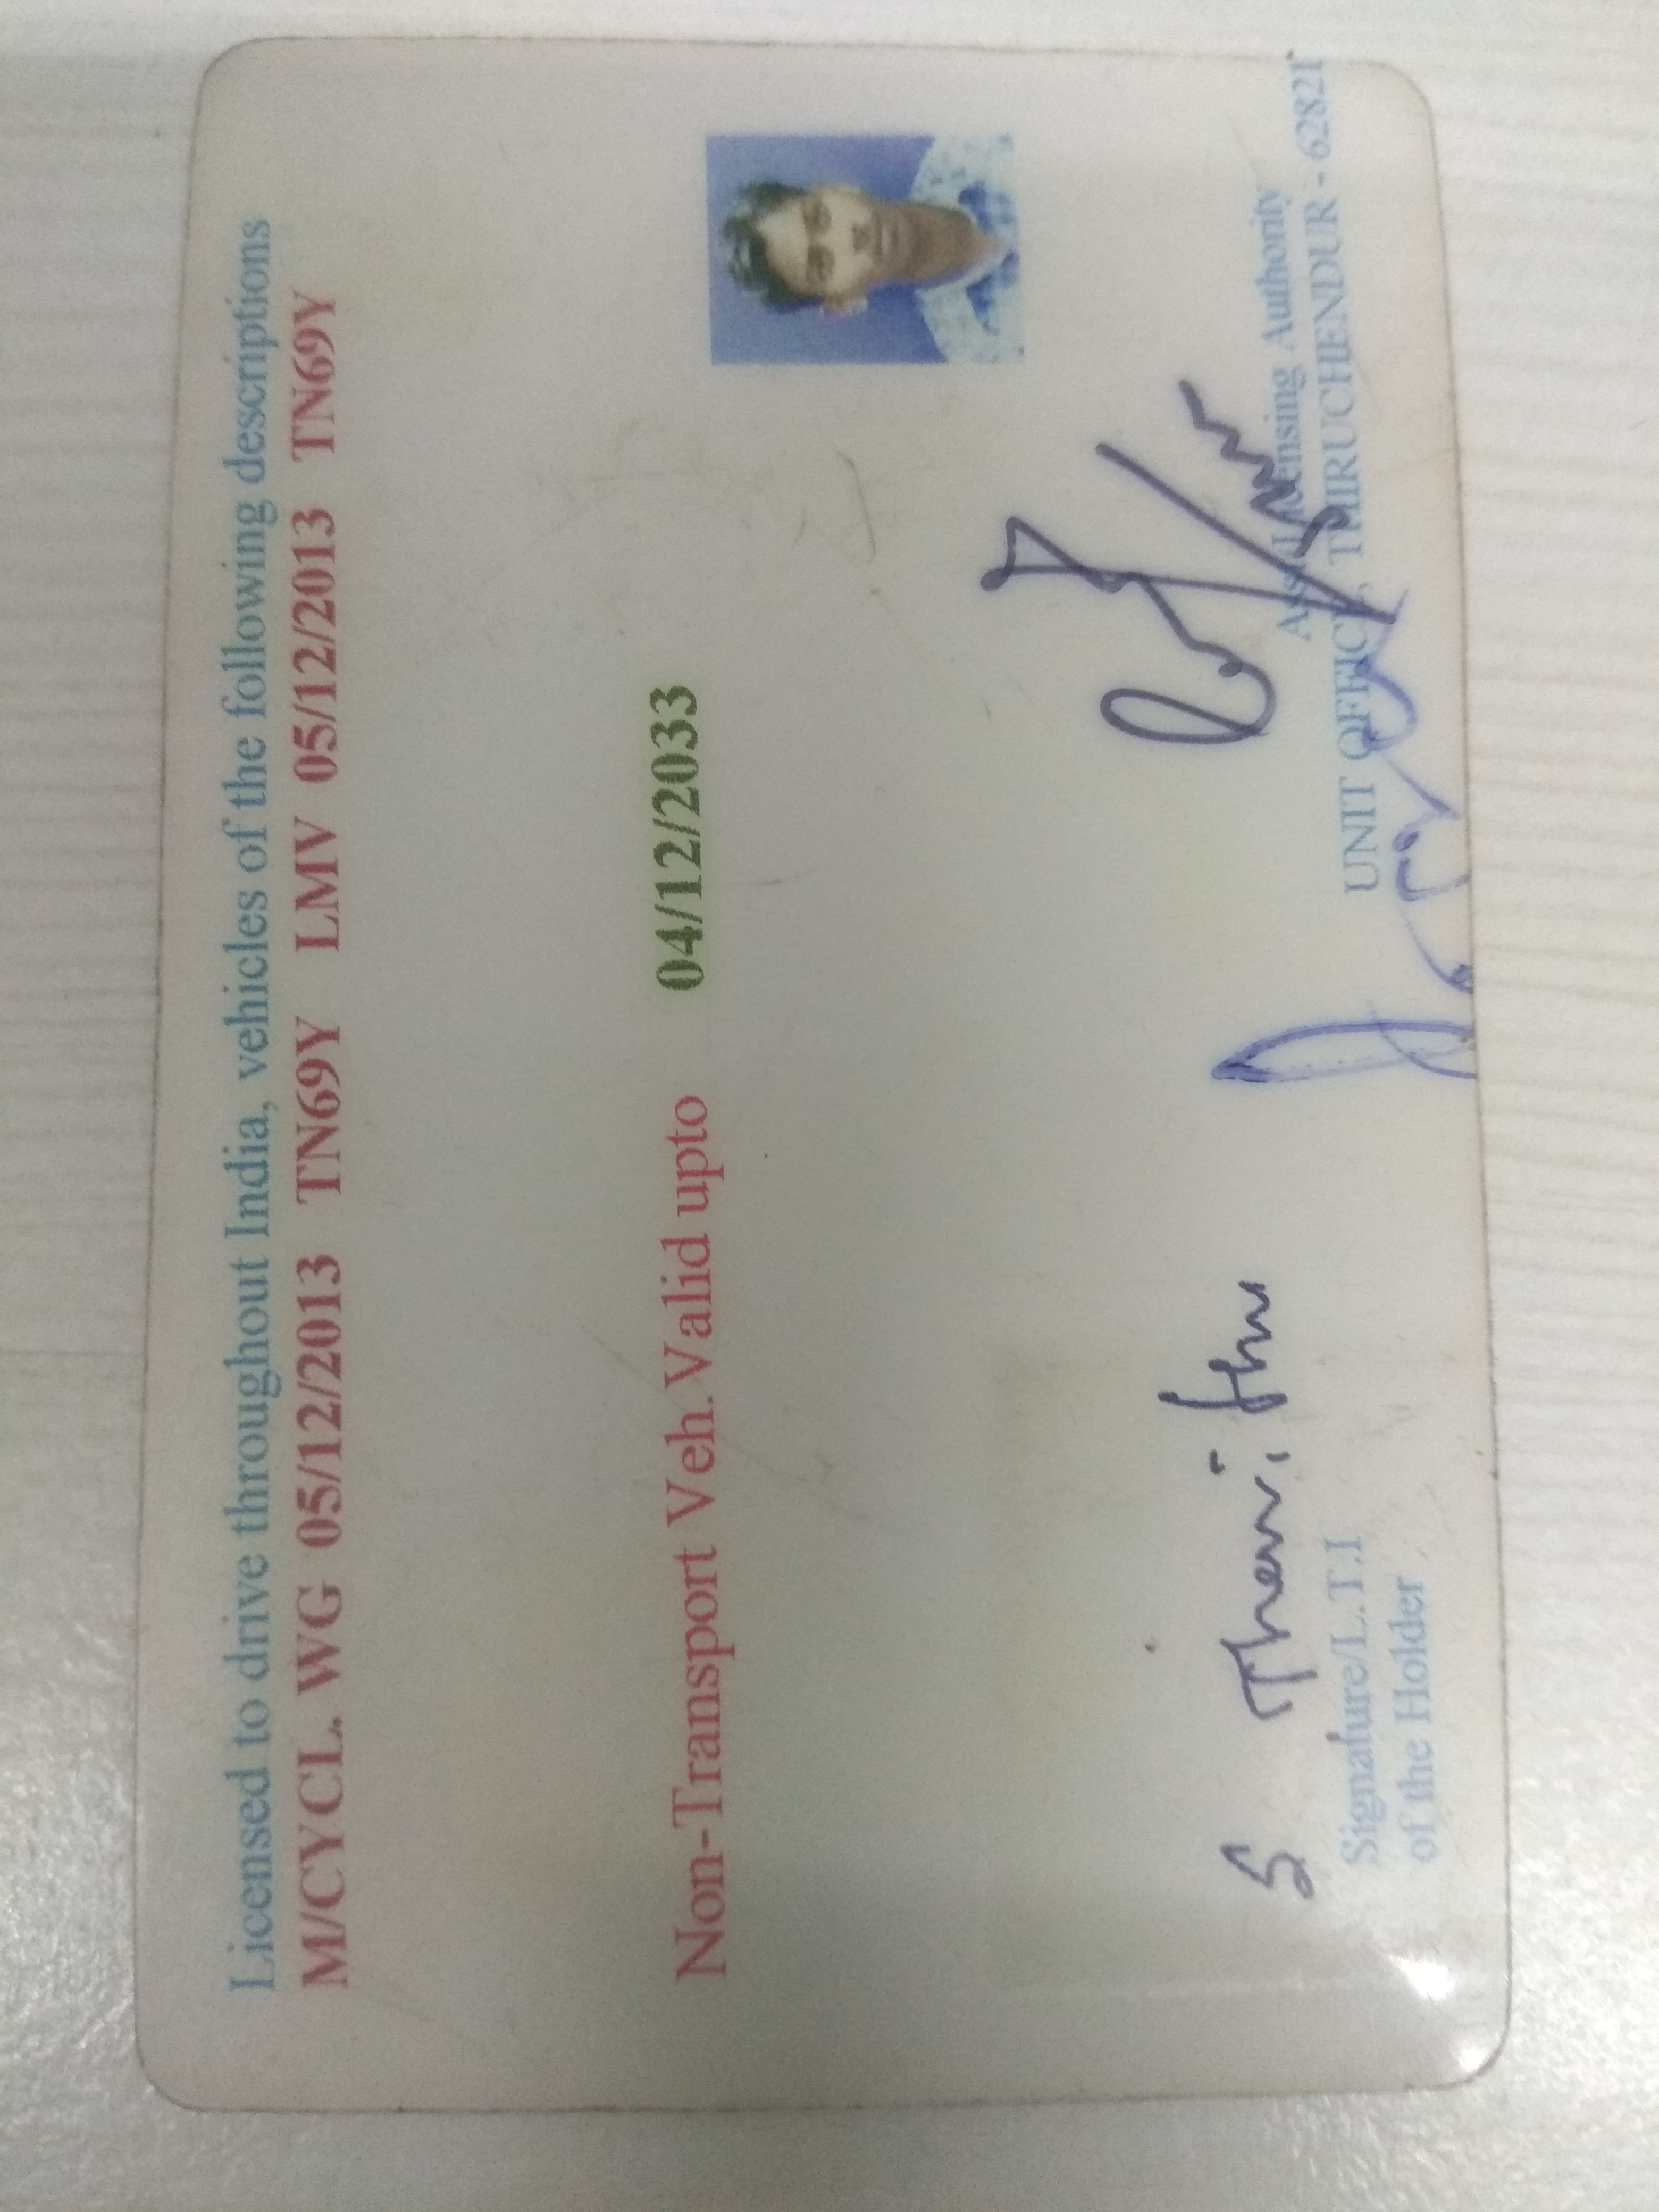 Licensed to drive throughout India, vehicles of the following descriptions
M/CYCL. WG 05/12/2013 TN69Y LMV 05/12/2013 TN69Y
Non-Transport Veh. Valid upto 04/12/2033
S
Signature/L.T.I
of the Holder
Licensing Authority
UNIT OFFICE, THIRUCHENDUR - 62821